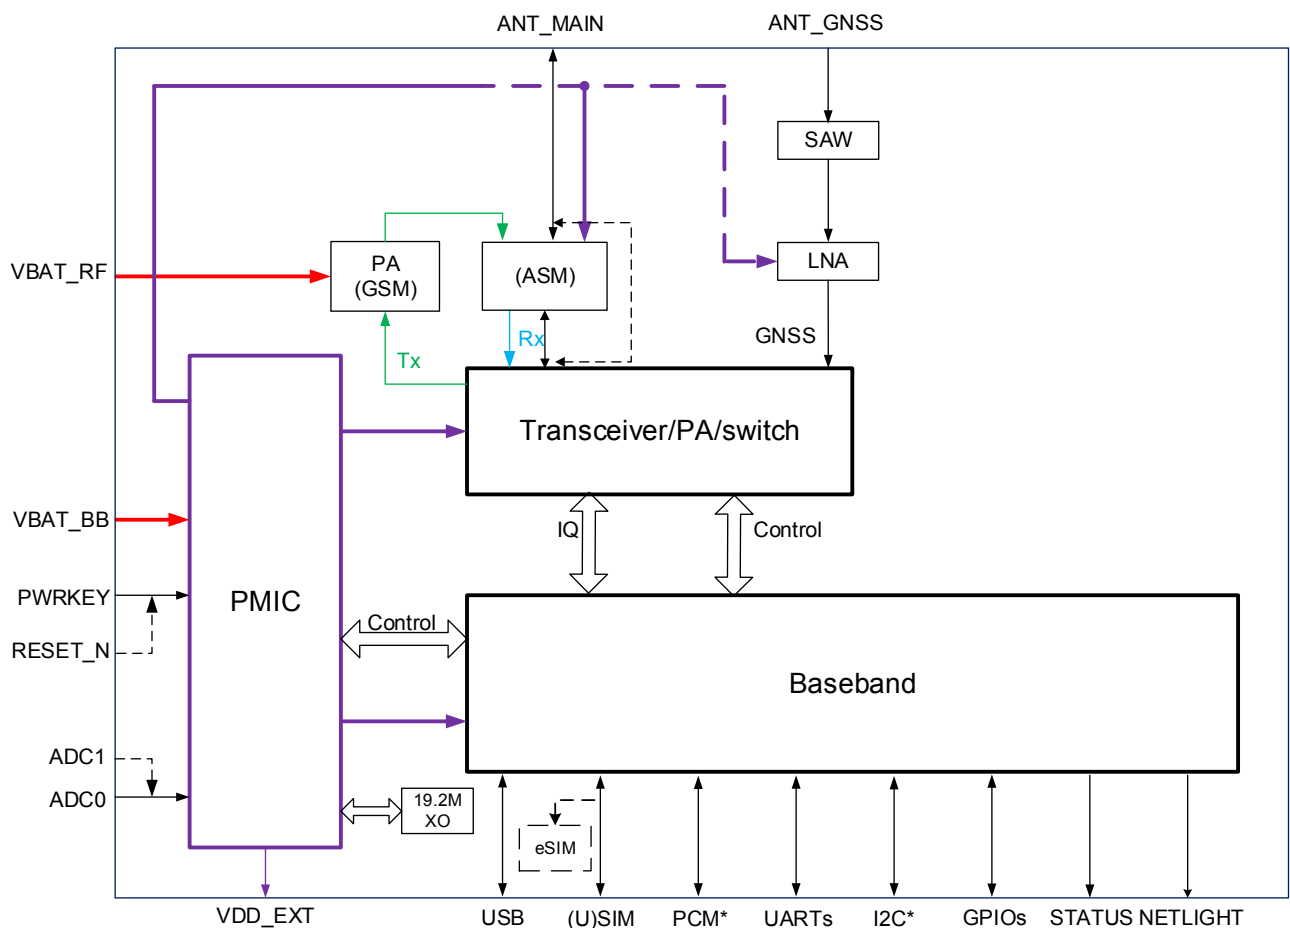 ANT_MAIN
ANT_GNSS
SAW
VBAT_RF
PA
(GSM)
(ASM)
LNA
Tx
Rx
GNSS
Transceiver/PA/switch
VBAT_BB
IQ
Control
PWRKEY
PMIC
RESET_N
Control
Baseband
ADC1
ADC0
19.2M
XO
eSIM
VDD_EXT
USB
(U)SIM
PCM*
UARTs
I2C*
GPIOs
STATUS
NETLIGHT